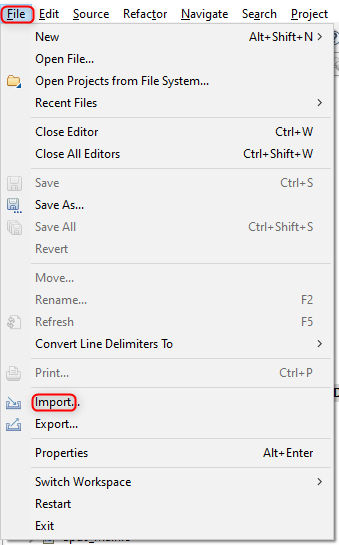 File Edit Source Refactor Navigate Search Project
New Alt+Shift+N >
Open File...
Open Projects from File System...
Recent Files >
Close Editor Ctrl+W
Close All Editors Ctrl+Shift+W
Save Ctrl+S
Save As...
Save All Ctrl+Shift+S
Revert
Move...
Rename... F2
Refresh F5
Convert Line Delimiters To >
Print... Ctrl+P
Import...
Export...
Properties Alt+Enter
Switch Workspace >
Restart
Exit